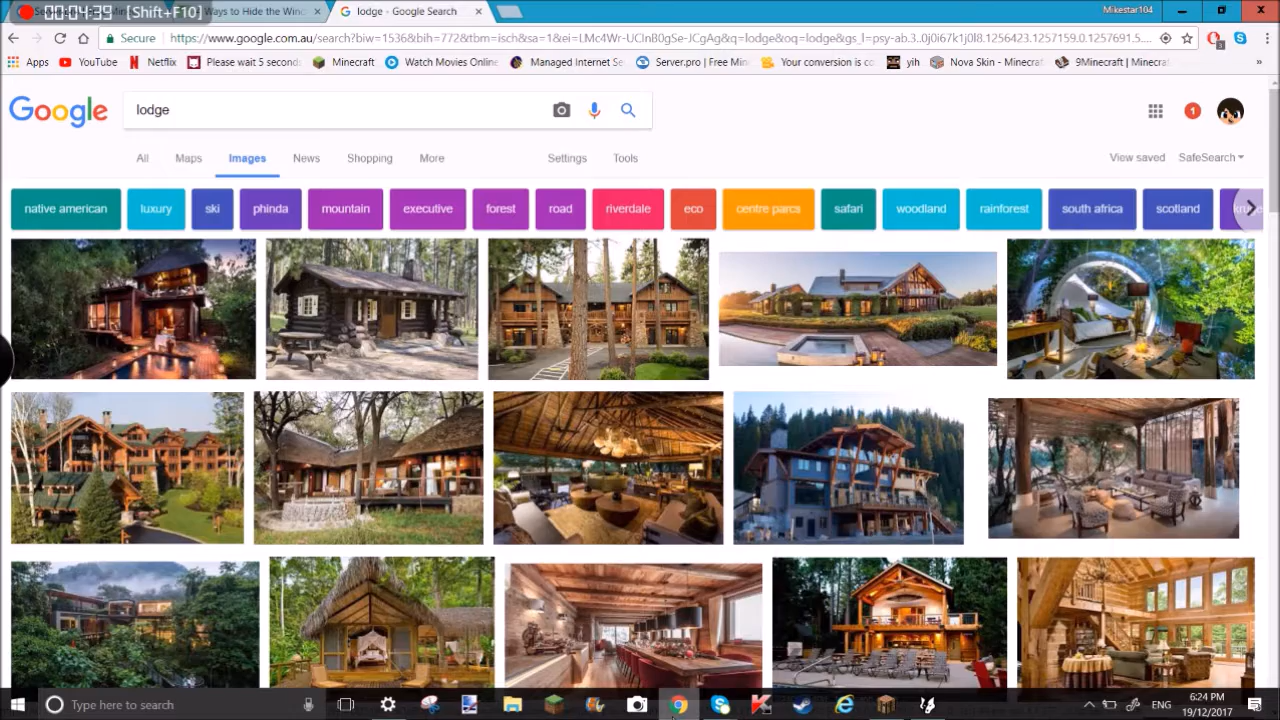 [Shift+F10]
Ways to Hide the Winc
lodge - Google Search
Mikestar104
Secure
https://www.google.com.au/search?biw=1536&bih=772&tbm=isch&sa=1&ei=LMc4Wr-UCInB0gSe-JCgAg&q=lodge&oq=lodge&gs_l=psy-ab.3..0j0i67k1j0l8.1256423.1257159.0.1257691.5....
Apps
YouTube
Netflix
Please wait 5 second
Minecraft
Watch Movies Online
Managed Internet Se
Server.pro | Free Min
Your conversion is co
yih
Nova Skin - Minecraf
9Minecraft | Minecra
»
Google
lodge
1
All
Maps
Images
News
Shopping
More
Settings
Tools
View saved
SafeSearch
native american
luxury
ski
phinda
mountain
executive
forest
road
riverdale
eco
centre parcs
safari
woodland
rainforest
south africa
scotland
Type here to search
ENG
6:24 PM
19/12/2017